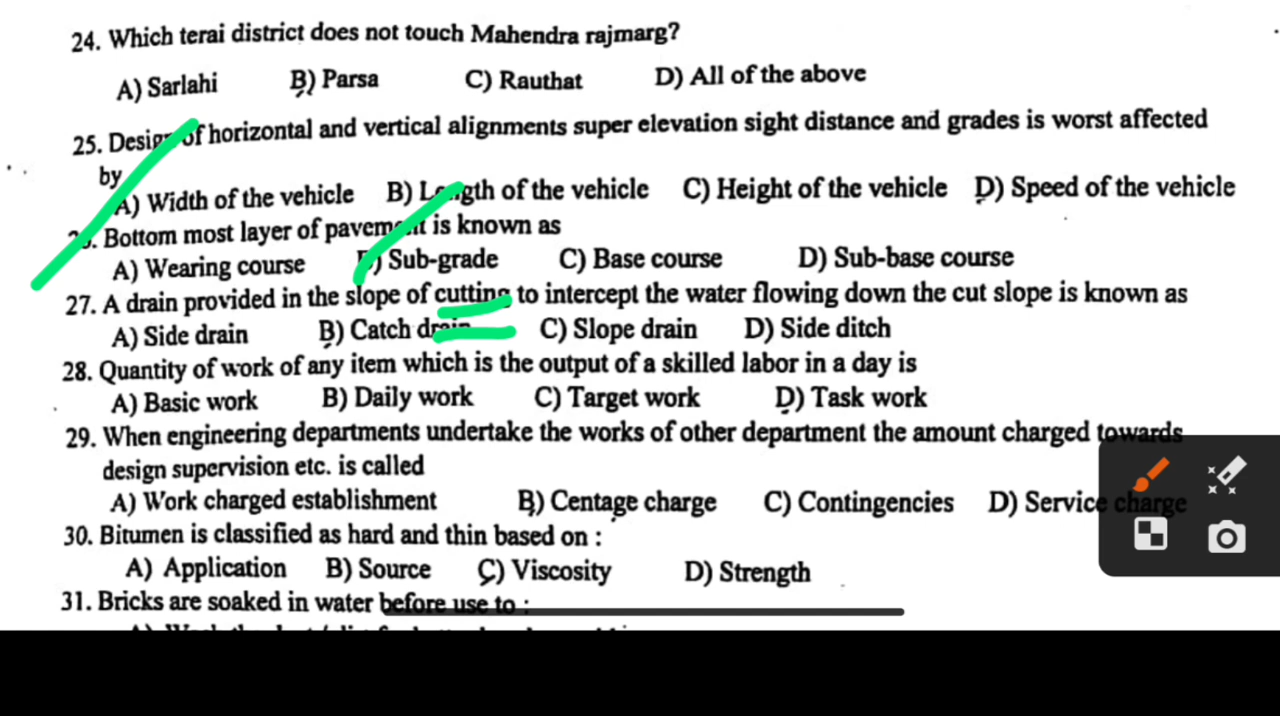 24. Which terai district does not touch Mahendra rajmarg?
A) Sarlahi B) Parsa C) Rauthat D) All of the above
25. Design of horizontal and vertical alignments super elevation sight distance and grades is worst affected
by
A) Width of the vehicle B) Length of the vehicle C) Height of the vehicle D) Speed of the vehicle
26. Bottom most layer of pavement is known as
A) Wearing course B) Sub-grade C) Base course D) Sub-base course
27. A drain provided in the slope of cutting to intercept the water flowing down the cut slope is known as
A) Side drain B) Catch drain C) Slope drain D) Side ditch
28. Quantity of work of any item which is the output of a skilled labor in a day is
A) Basic work B) Daily work C) Target work D) Task work
29. When engineering departments undertake the works of other department the amount charged towards
design supervision etc. is called
A) Work charged establishment B) Centage charge C) Contingencies D) Service charge
30. Bitumen is classified as hard and thin based on :
A) Application B) Source C) Viscosity D) Strength
31. Bricks are soaked in water before use to :